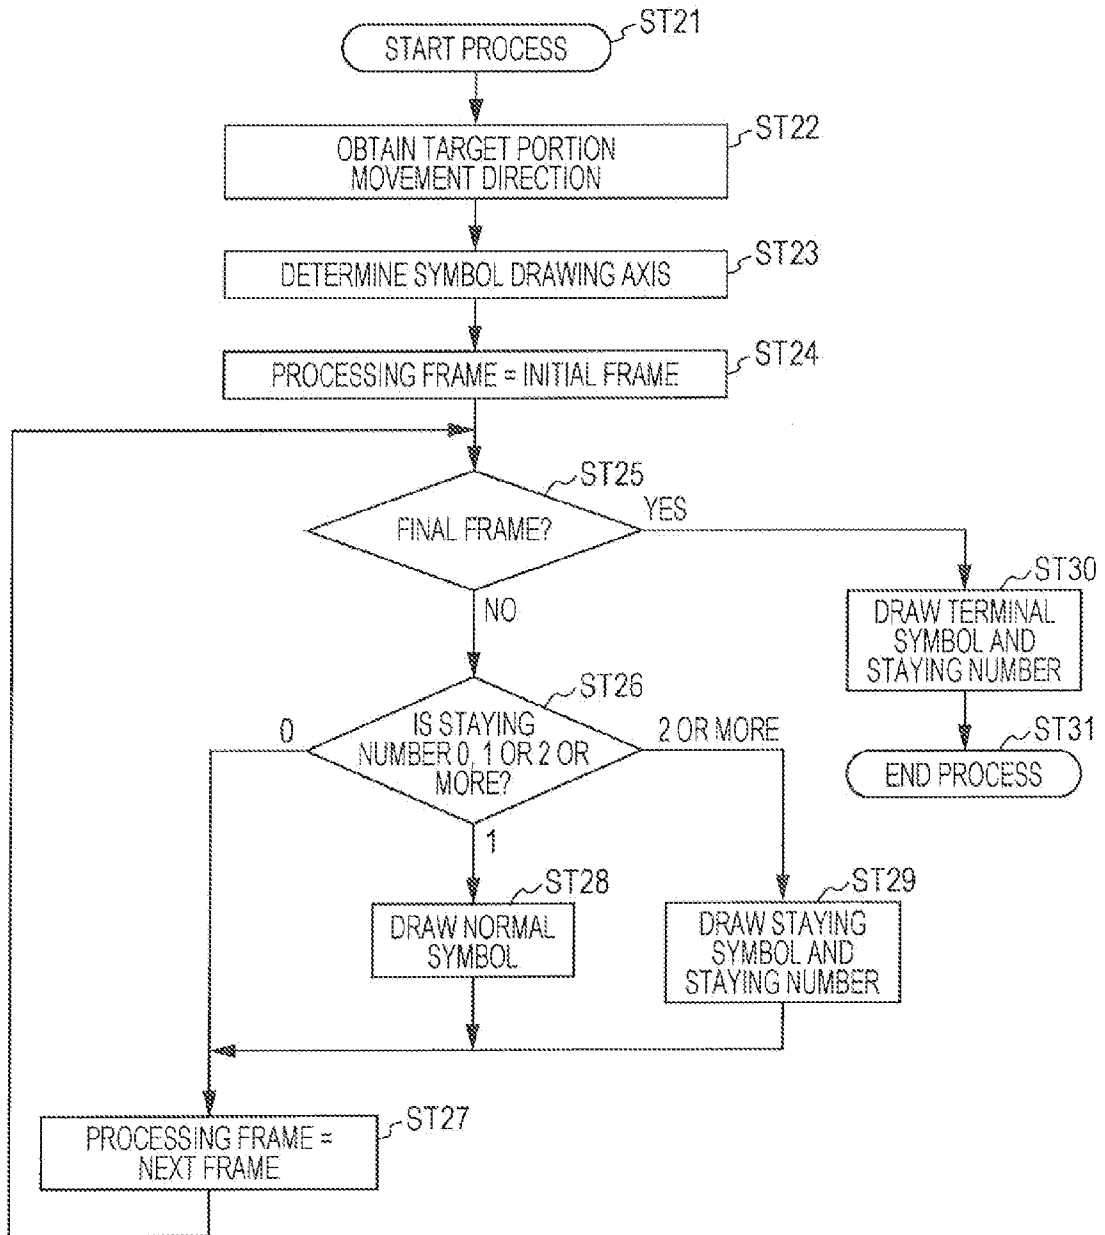 START PROCESS
ST21
OBTAIN TARGET PORTION
MOVEMENT DIRECTION
ST22
DETERMINE SYMBOL DRAWING AXIS
ST23
PROCESSING FRAME = INITIAL FRAME
ST24
FINAL FRAME?
ST25
YES
NO
DRAW TERMINAL
SYMBOL AND
STAYING NUMBER
ST30
END PROCESS
ST31
IS STAYING
NUMBER 0, 1 OR 2 OR
MORE?
ST26
0
1
2 OR MORE
DRAW NORMAL
SYMBOL
ST28
DRAW STAYING
SYMBOL AND
STAYING NUMBER
ST29
PROCESSING FRAME =
NEXT FRAME
ST27